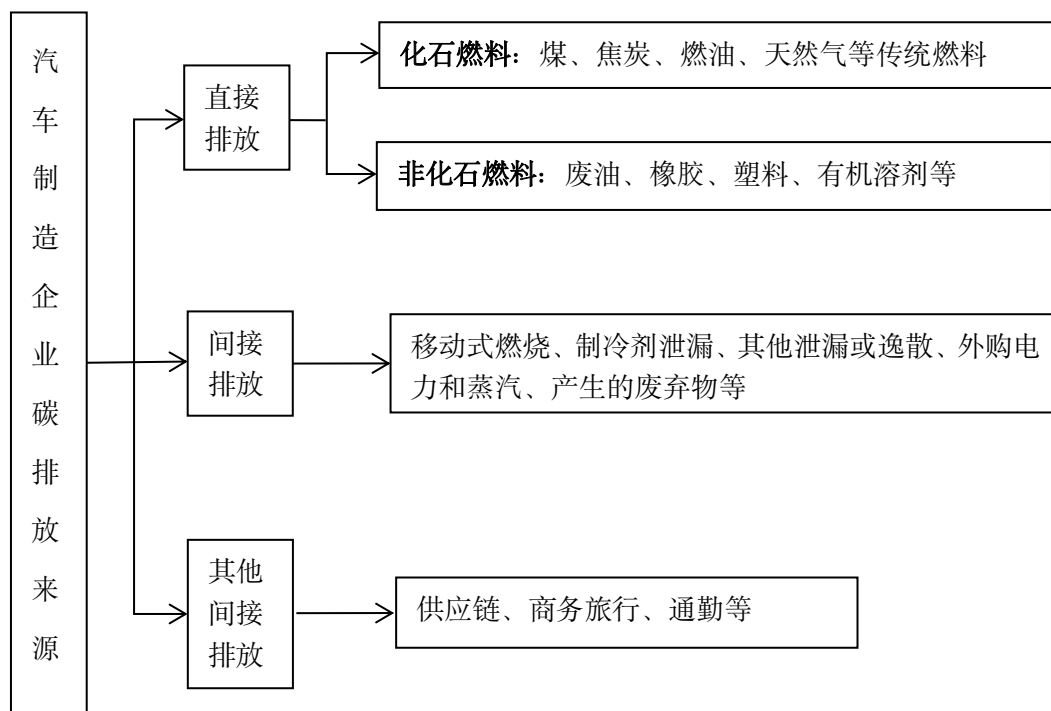 汽车制造企业碳排放来源
直接
排放
化石燃料：煤、焦炭、燃油、天然气等传统燃料
非化石燃料：废油、橡胶、塑料、有机溶剂等
间接
排放
移动式燃烧、制冷剂泄漏、其他泄漏或逸散、外购电
力和蒸汽、产生的废弃物等
其他
间接
排放
供应链、商务旅行、通勤等